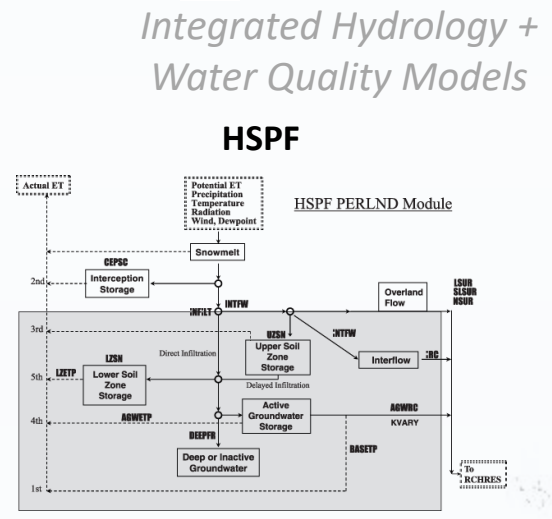 Integrated Hydrology +
Water Quality Models
HSPF
Actual ET
Potential ET
Precipitation
Temperature
Radiation
Wind, Dewpoint
HSPF PERLND Module
Snowmelt
CEPSC
2nd
Interception
Storage
Overland
Flow
LSUR
SLSUR
NSUR
INTFW
INFILT
3rd
UZSN
INTFW
Direct Infiltration
Upper Soil
Zone
Storage
Interflow
IRC
LZSN
5th
LZETP
Lower Soil
Zone
Storage
Delayed Infiltration
4th
AGWETP
Active
Groundwater
Storage
AGWRC
KVARY
DEEPFR
BASETP
Deep or Inactive
Groundwater
1st
To
RCHRES